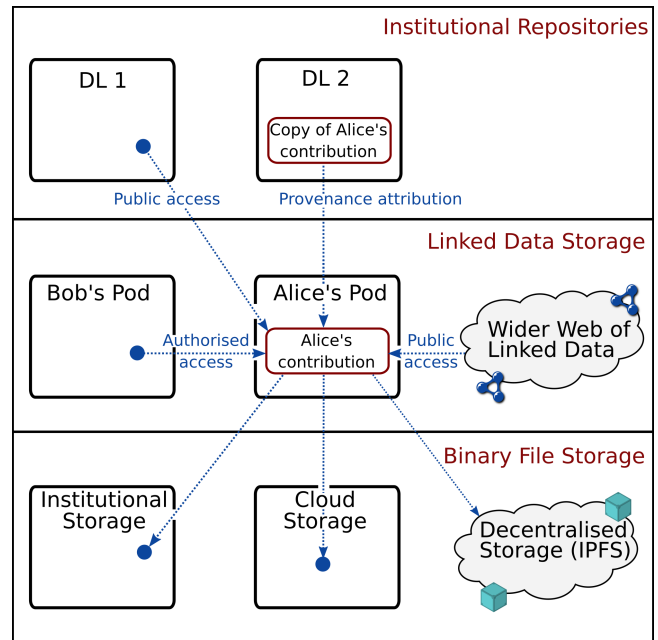 Institutional Repositories
DL 1
DL 2
Copy of Alice's
contribution
Public access
Provenance attribution
Linked Data Storage
Bob's Pod
Alice's Pod
Wider Web of
Linked Data
Authorised
access
Alice's
contribution
Public
access
Binary File Storage
Institutional
Storage
Cloud
Storage
Decentralised
Storage (IPFS)